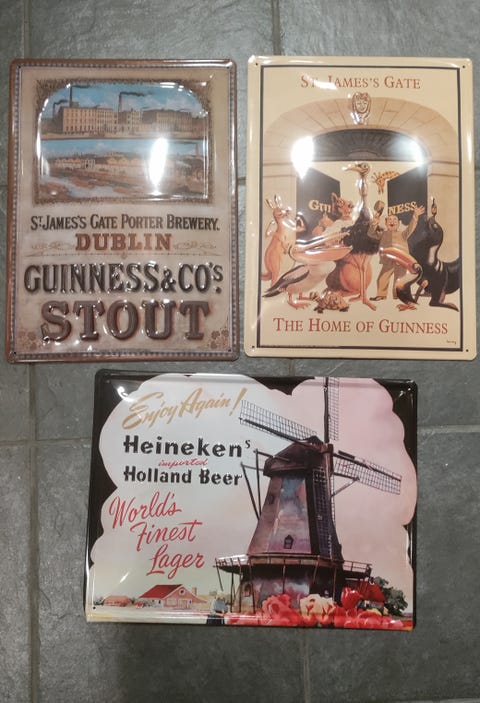 ST. JAMES'S GATE PORTER BREWERY.
DUBLIN
GUINNESS & CO'S.
STOUT
ST. JAMES'S GATE
GUINNESS
THE HOME OF GUINNESS
Enjoy Again!
Heineken's
imported
Holland Beer
World's
Finest
Lager